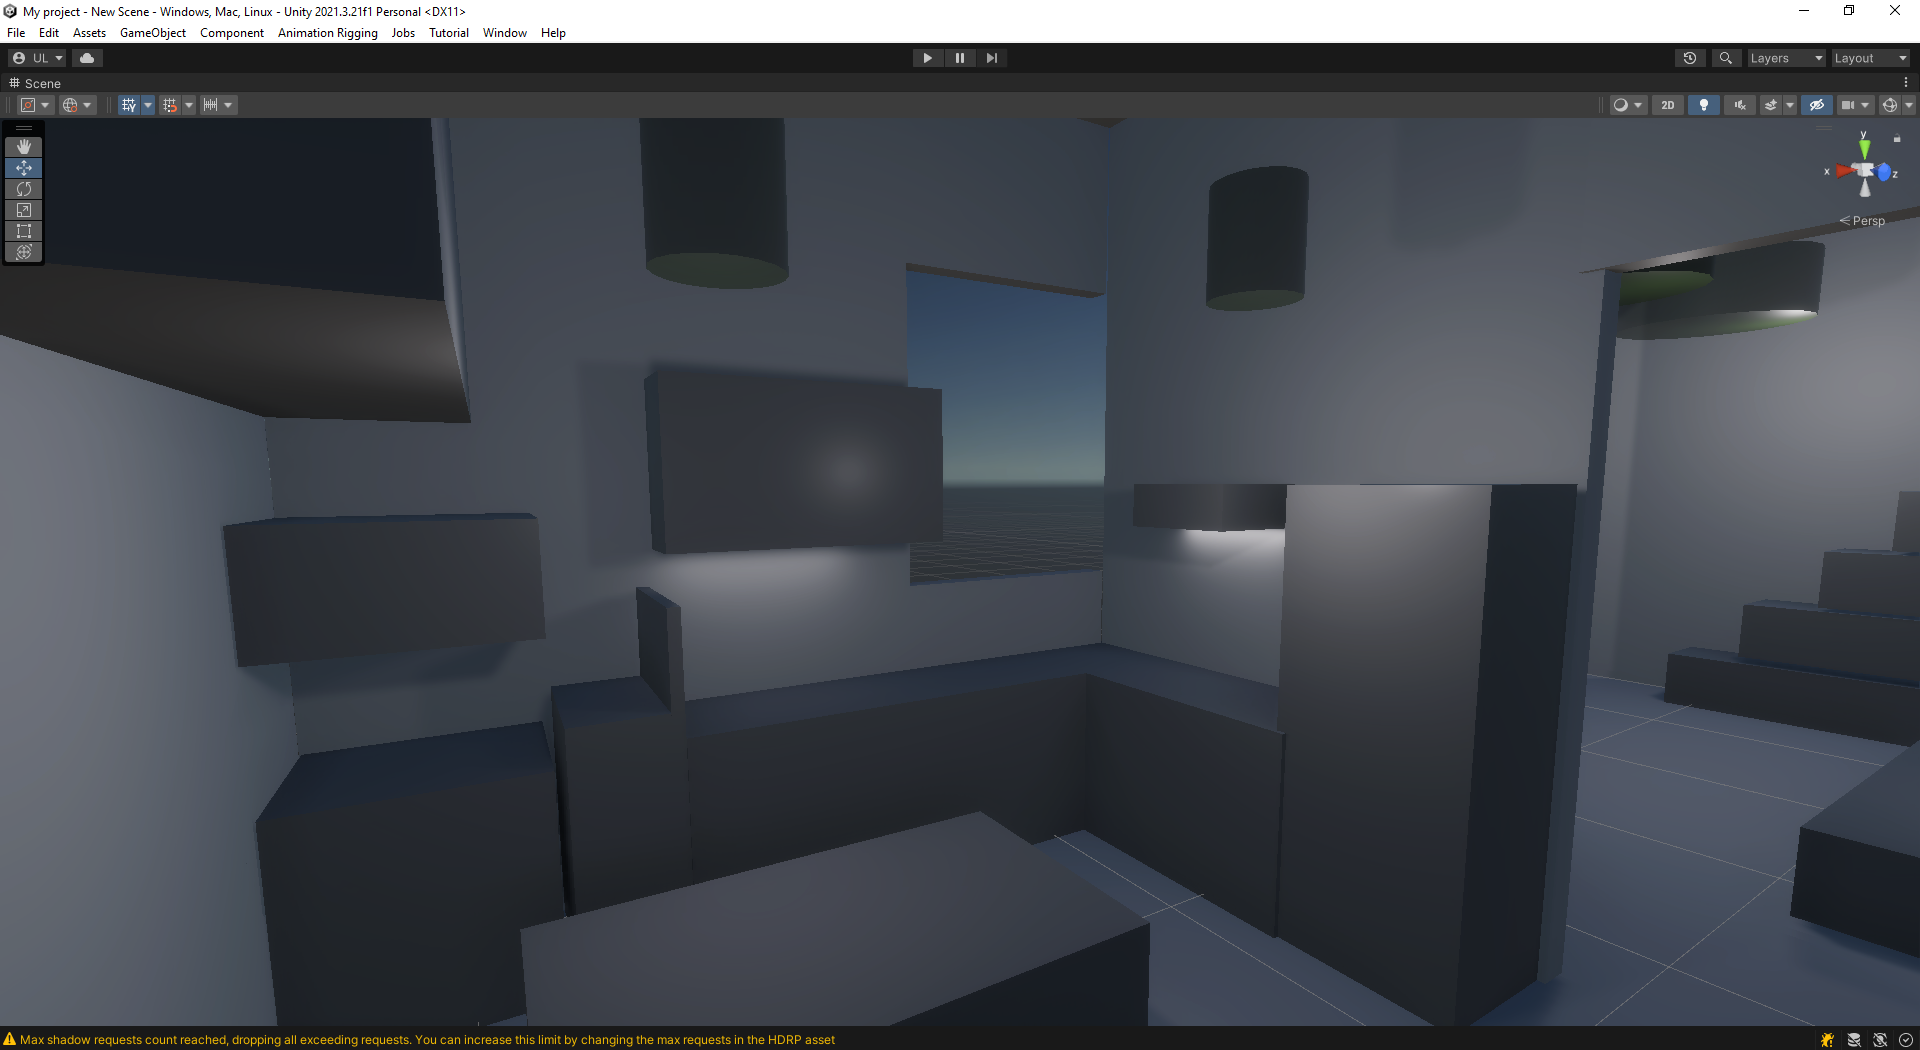 My project - New Scene - Windows, Mac, Linux - Unity 2021.3.21f1 Personal <DX11>
File Edit Assets GameObject Component Animation Rigging Jobs Tutorial Window Help
UL Layers Layout
Scene
2D
y
x z
Persp
Max shadow requests count reached, dropping all exceeding requests. You can increase this limit by changing the max requests in the HDRP asset